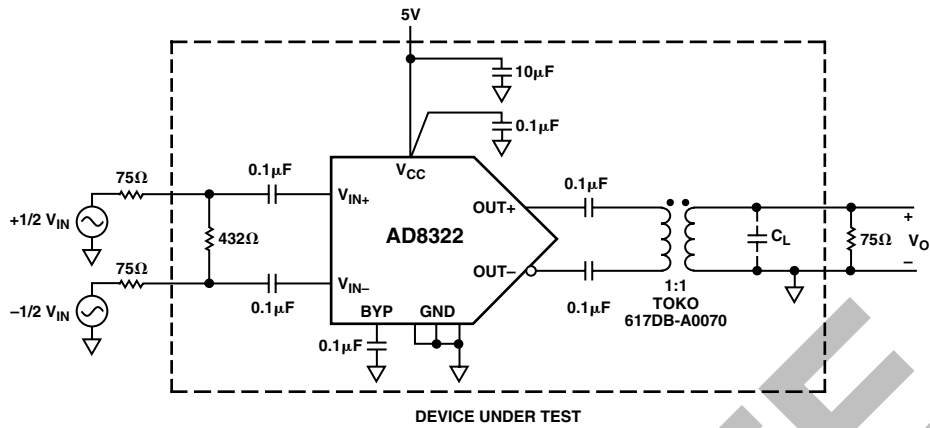 5V
10μF
0.1μF
VCC
75Ω
0.1μF
VIN+
+1/2 VIN
432Ω
AD8322
OUT+
0.1μF
CL
75Ω
+
VO
–
75Ω
–1/2 VIN
0.1μF
VIN–
OUT–
0.1μF
1:1
TOKO
617DB-A0070
BYP
GND
0.1μF
DEVICE UNDER TEST